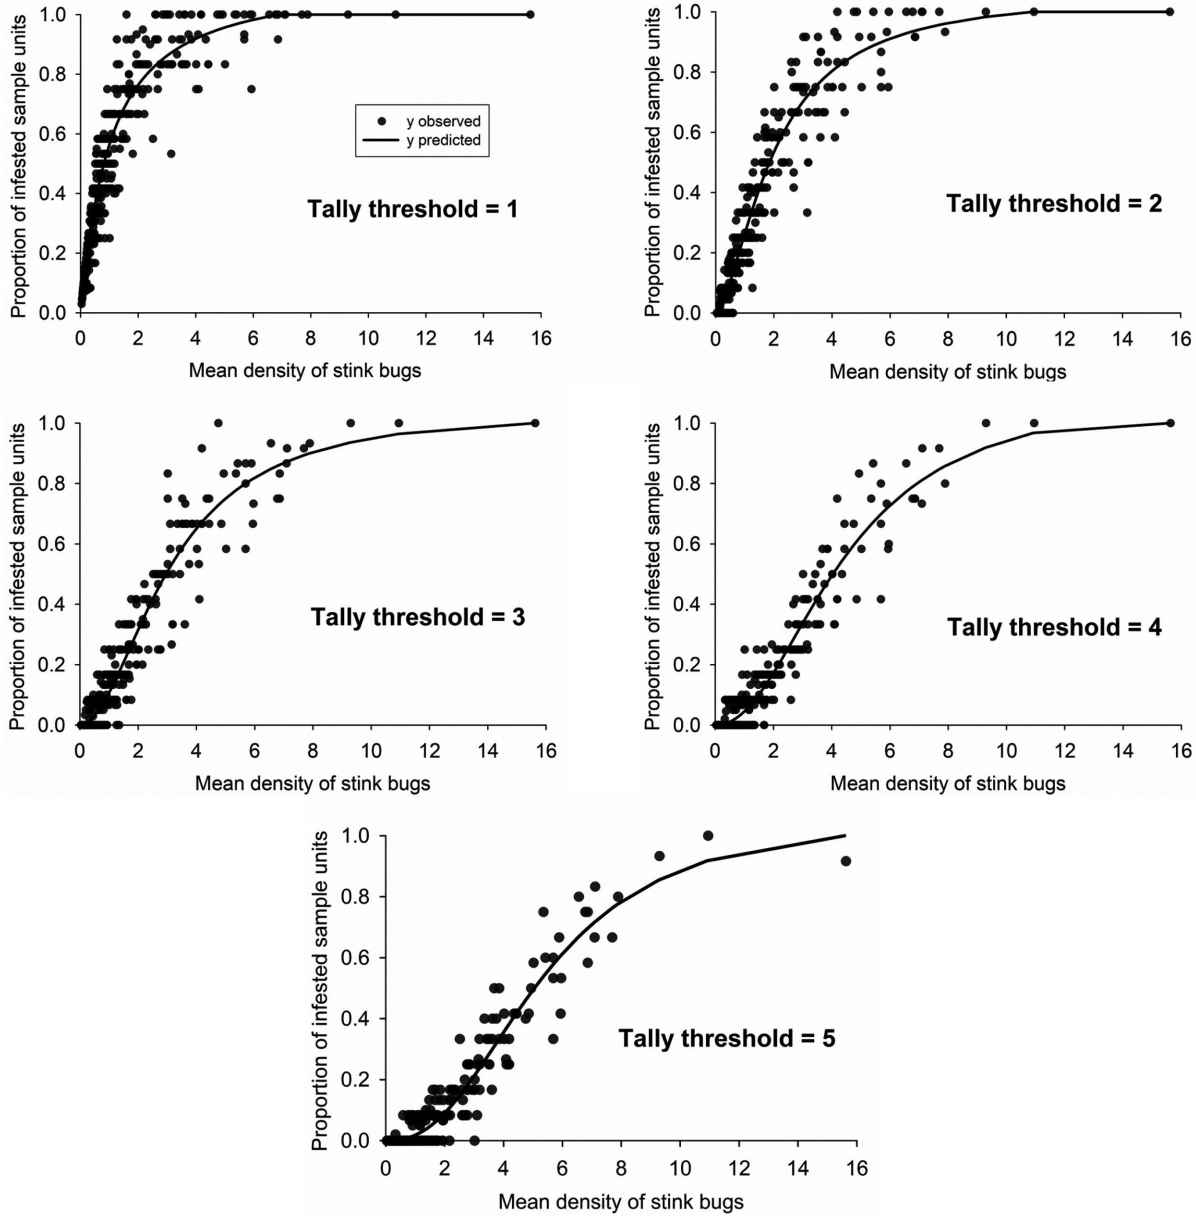 Proportion of infested sample units
1.0
0.8
0.6
0.4
0.2
0.0
y observed
y predicted
Tally threshold = 1
0 2 4 6 8 10 12 14 16
Mean density of stink bugs
Proportion of infested sample units
1.0
0.8
0.6
0.4
0.2
0.0
Tally threshold = 2
0 2 4 6 8 10 12 14 16
Mean density of stink bugs
Proportion of infested sample units
1.0
0.8
0.6
0.4
0.2
0.0
Tally threshold = 3
0 2 4 6 8 10 12 14 16
Mean density of stink bugs
Proportion of infested sample units
1.0
0.8
0.6
0.4
0.2
0.0
Tally threshold = 4
0 2 4 6 8 10 12 14 16
Mean density of stink bugs
Proportion of infested sample units
1.0
0.8
0.6
0.4
0.2
0.0
Tally threshold = 5
0 2 4 6 8 10 12 14 16
Mean density of stink bugs